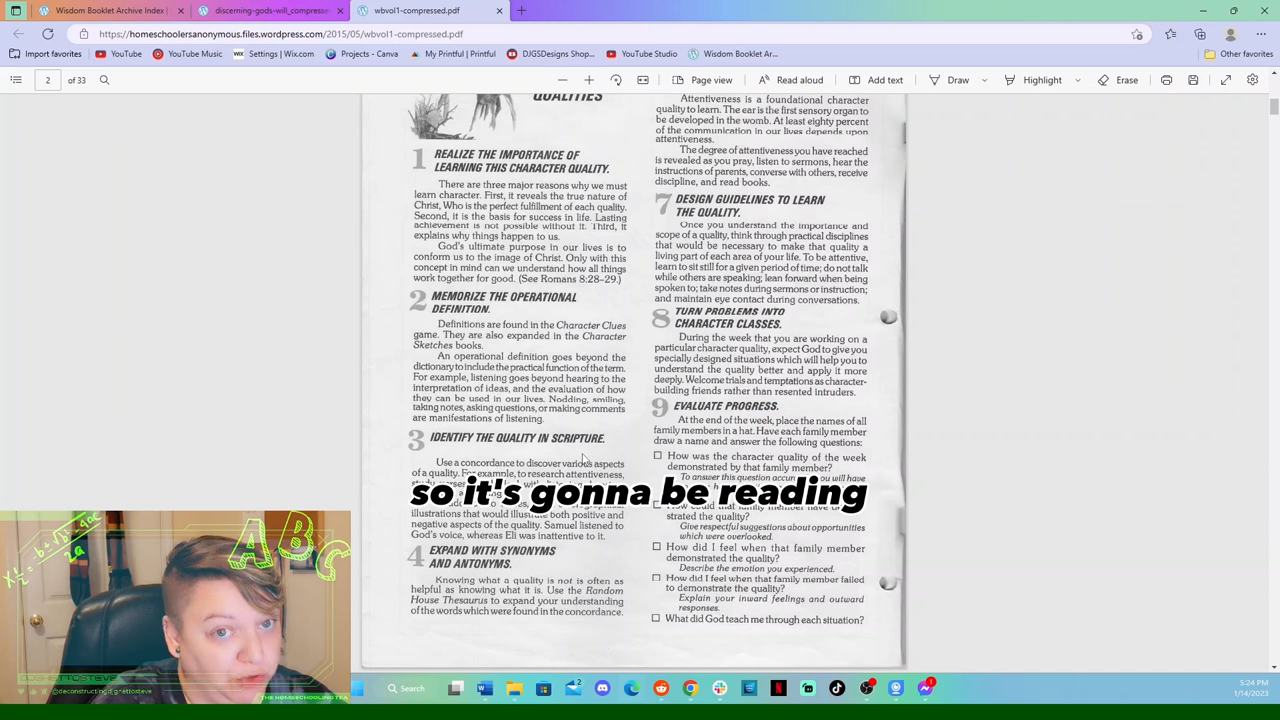 Wisdom Booklet Archive Index
discerning-gods-will_compresse
wbvol1-compressed.pdf
https://homeschoolersanonymous.files.wordpress.com/2015/05/wbvol1-compressed.pdf
Import favorites
YouTube
YouTube Music
Settings | Wix.com
Projects - Canva
My Printful | Printful
DJGSDesigns Shop...
YouTube Studio
Wisdom Booklet Ar...
Other favorites
2 of 33
Page view
Read aloud
Add text
Draw
Highlight
Erase
QUALITIES
1 REALIZE THE IMPORTANCE OF
LEARNING THIS CHARACTER QUALITY.
There are three major reasons why we must
learn character. First, it reveals the true nature of
Christ, Who is the perfect fulfillment of each quality.
Second, it is the basis for success in life. Lasting
achievement is not possible without it. Third, it
explains why things happen to us.
God's ultimate purpose in our lives is to
conform us to the image of Christ. Only with this
concept in mind can we understand how all things
work together for good. (See Romans 8:28–29.)
2 MEMORIZE THE OPERATIONAL
DEFINITION.
Definitions are found in the Character Clues
game. They are also expanded in the Character
Sketches books.
An operational definition goes beyond the
dictionary to include the practical function of the term.
For example, listening goes beyond hearing to the
interpretation of ideas, and the evaluation of how
they can be used in our lives. Nodding, smiling,
taking notes, asking questions, or making comments
are manifestations of listening.
3 IDENTIFY THE QUALITY IN SCRIPTURE.
Use a concordance to discover various aspects
of a quality. For example, to research attentiveness,
illustrations that would illustrate both positive and
negative aspects of the quality. Samuel listened to
God's voice, whereas Eli was inattentive to it.
4 EXPAND WITH SYNONYMS
AND ANTONYMS.
Knowing what a quality is not is often as
helpful as knowing what it is. Use the Random
House Thesaurus to expand your understanding
of the words which were found in the concordance.
Attentiveness is a foundational character
quality to learn. The ear is the first sensory organ to
be developed in the womb. At least eighty percent
of the communication in our lives depends upon
attentiveness.
The degree of attentiveness you have reached
is revealed as you pray, listen to sermons, hear the
instructions of parents, converse with others, receive
discipline, and read books.
7 DESIGN GUIDELINES TO LEARN
THE QUALITY.
Once you understand the importance and
scope of a quality, think through practical disciplines
that would be necessary to make that quality a
living part of each area of your life. To be attentive,
learn to sit still for a given period of time; do not talk
while others are speaking; lean forward when being
spoken to; take notes during sermons or instruction;
and maintain eye contact during conversations.
8 TURN PROBLEMS INTO
CHARACTER CLASSES.
During the week that you are working on a
particular character quality, expect God to give you
specially designed situations which will help you to
understand the quality better and apply it more
deeply. Welcome trials and temptations as character-
building friends rather than resented intruders.
9 EVALUATE PROGRESS.
At the end of the week, place the names of all
family members in a hat. Have each family member
draw a name and answer the following questions:
How was the character quality of the week
demonstrated by that family member?
To answer this question
you will have
strated the quality?
Give respectful suggestions about opportunities
which were overlooked.
How did I feel when that family member
demonstrated the quality?
Describe the emotion you experienced.
How did I feel when that family member failed
to demonstrate the quality?
Explain your inward feelings and outward
responses.
What did God teach me through each situation?
so it's gonna be reading
A B C
2a
@deconstructingdjghettosteve
THE HOMESCHOOLING TEA
Search
2
1
5:24 PM
1/14/2023